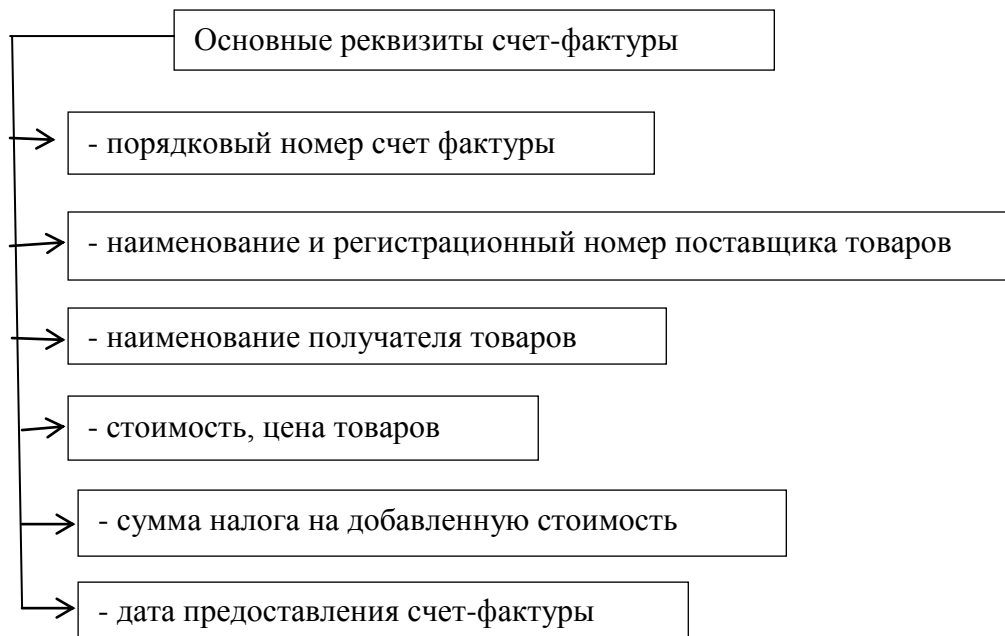 Основные реквизиты счет-фактуры
- порядковый номер счет фактуры
- наименование и регистрационный номер поставщика товаров
- наименование получателя товаров
- стоимость, цена товаров
- сумма налога на добавленную стоимость
- дата предоставления счет-фактуры